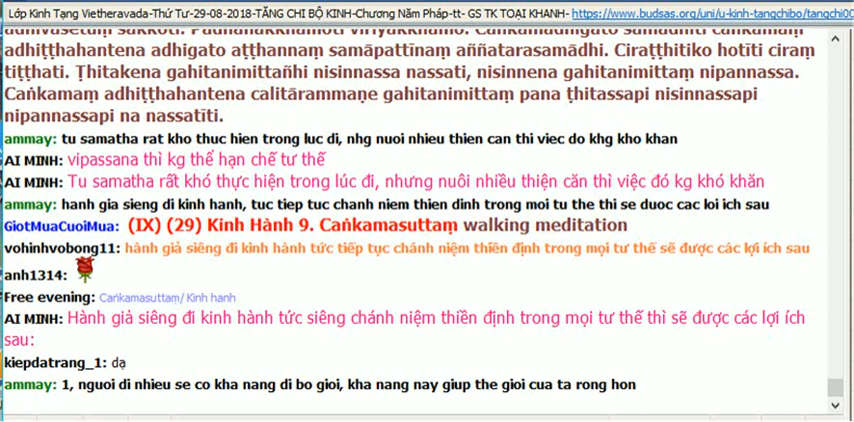 Lớp Kinh Tạng Vietheravada-Thứ Tư-29-08-2018-TĂNG CHI BỘ KINH-Chương Năm Pháp-tt- GS TK TOẠI KHANH- https://www.budsas.org/uni/u-kinh-tangchibo/tangchi0
adhivāsetuṃ sakkoti. Padhānakkhamoti vīriyakkhamo. Caṅkamādhigato samādhīti caṅkamaṃ
adhiṭṭhahantena adhigato aṭṭhannaṃ samāpattīnaṃ aññatarasamādhi. Ciraṭṭhitiko hotīti ciraṃ
tiṭṭhati. Ṭhitakena gahitanimittañhi nisinnassa nassati, nisinnena gahitanimittaṃ nipannassa.
Caṅkamaṃ adhiṭṭhahantena calitārammaṇe gahitanimittaṃ pana ṭhitassapi nisinnassapi
nipannassapi na nassatīti.
ammay: tu samatha rat kho thuc hien trong luc di, nhg nuoi nhieu thien can thi viec do khg kho khan
AI MINH: vipassana thì kg thể hạn chế tư thế
AI MINH: Tu samatha rất khó thực hiện trong lúc đi, nhưng nuôi nhiều thiện căn thì việc đó kg khó khăn
ammay: hanh gia sieng di kinh hanh, tuc tiep tuc chanh niem thien dinh trong moi tu the thi se duoc cac loi ich sau
GiotMuaCuoiMua: (IX) (29) Kinh Hành 9. Caṅkamasuttaṃ walking meditation
vohinhvobong11: hành giả siêng đi kinh hành tức tiếp tục chánh niệm thiền định trong mọi tư thế sẽ được các lợi ich sau
anh1314:
Free evening: Caṅkamasuttaṃ/ Kinh hanh
AI MINH: Hành giả siêng đi kinh hành tức siêng chánh niệm thiền định trong mọi tư thế thì sẽ được các lợi ích
sau:
kiepdatrang_1: dạ
ammay: 1, nguoi di nhieu se co kha nang di bo gioi, kha nang nay giup the gioi cua ta rong hon